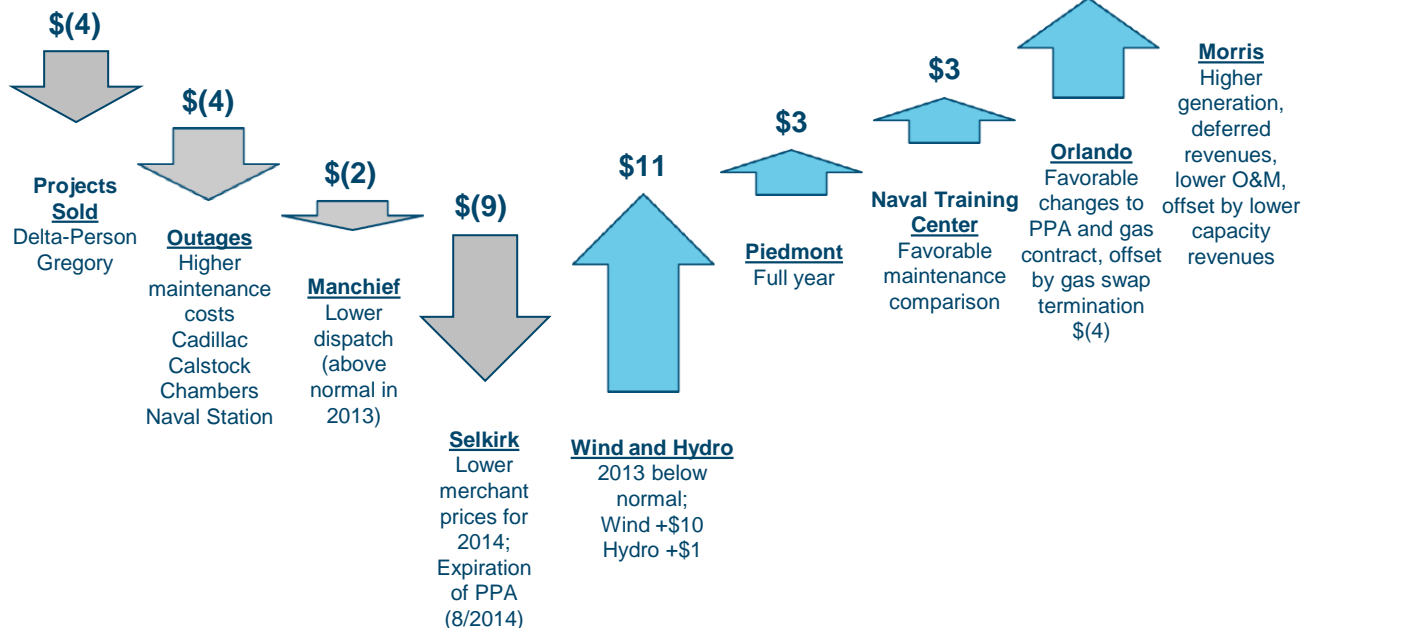 $(4)
Projects
Sold
Delta-Person
Gregory
$(4)
Outages
Higher
maintenance
costs
Cadillac
Calstock
Chambers
Naval Station
$(2)
Manchief
Lower
dispatch
(above
normal in
2013)
$(9)
Selkirk
Lower
merchant
prices for
2014;
Expiration
of PPA
(8/2014)
$11
Wind and Hydro
2013 below
normal;
Wind +$10
Hydro +$1
$3
Piedmont
Full year
$3
Naval Training
Center
Favorable
maintenance
comparison
Orlando
Favorable
changes to
PPA and gas
contract, offset
by gas swap
termination
$(4)
Morris
Higher
generation,
deferred
revenues,
lower O&M,
offset by lower
capacity
revenues